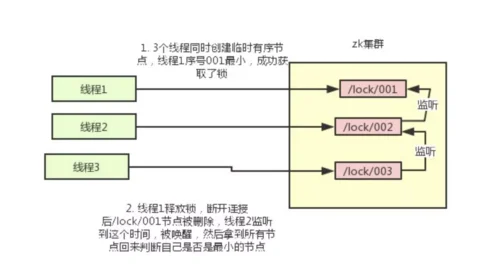 1. 3个线程同时创建临时有序节
点，线程1序号001最小，成功获
取了锁
zk集群
线程1
/lock/001
监听
线程2
/lock/002
监听
线程3
/lock/003
2. 线程1释放锁，断开连接
后/lock/001节点被删除，线程2监听
到这个时间，被唤醒，然后拿到所有节
点回来判断自己是否是最小的节点